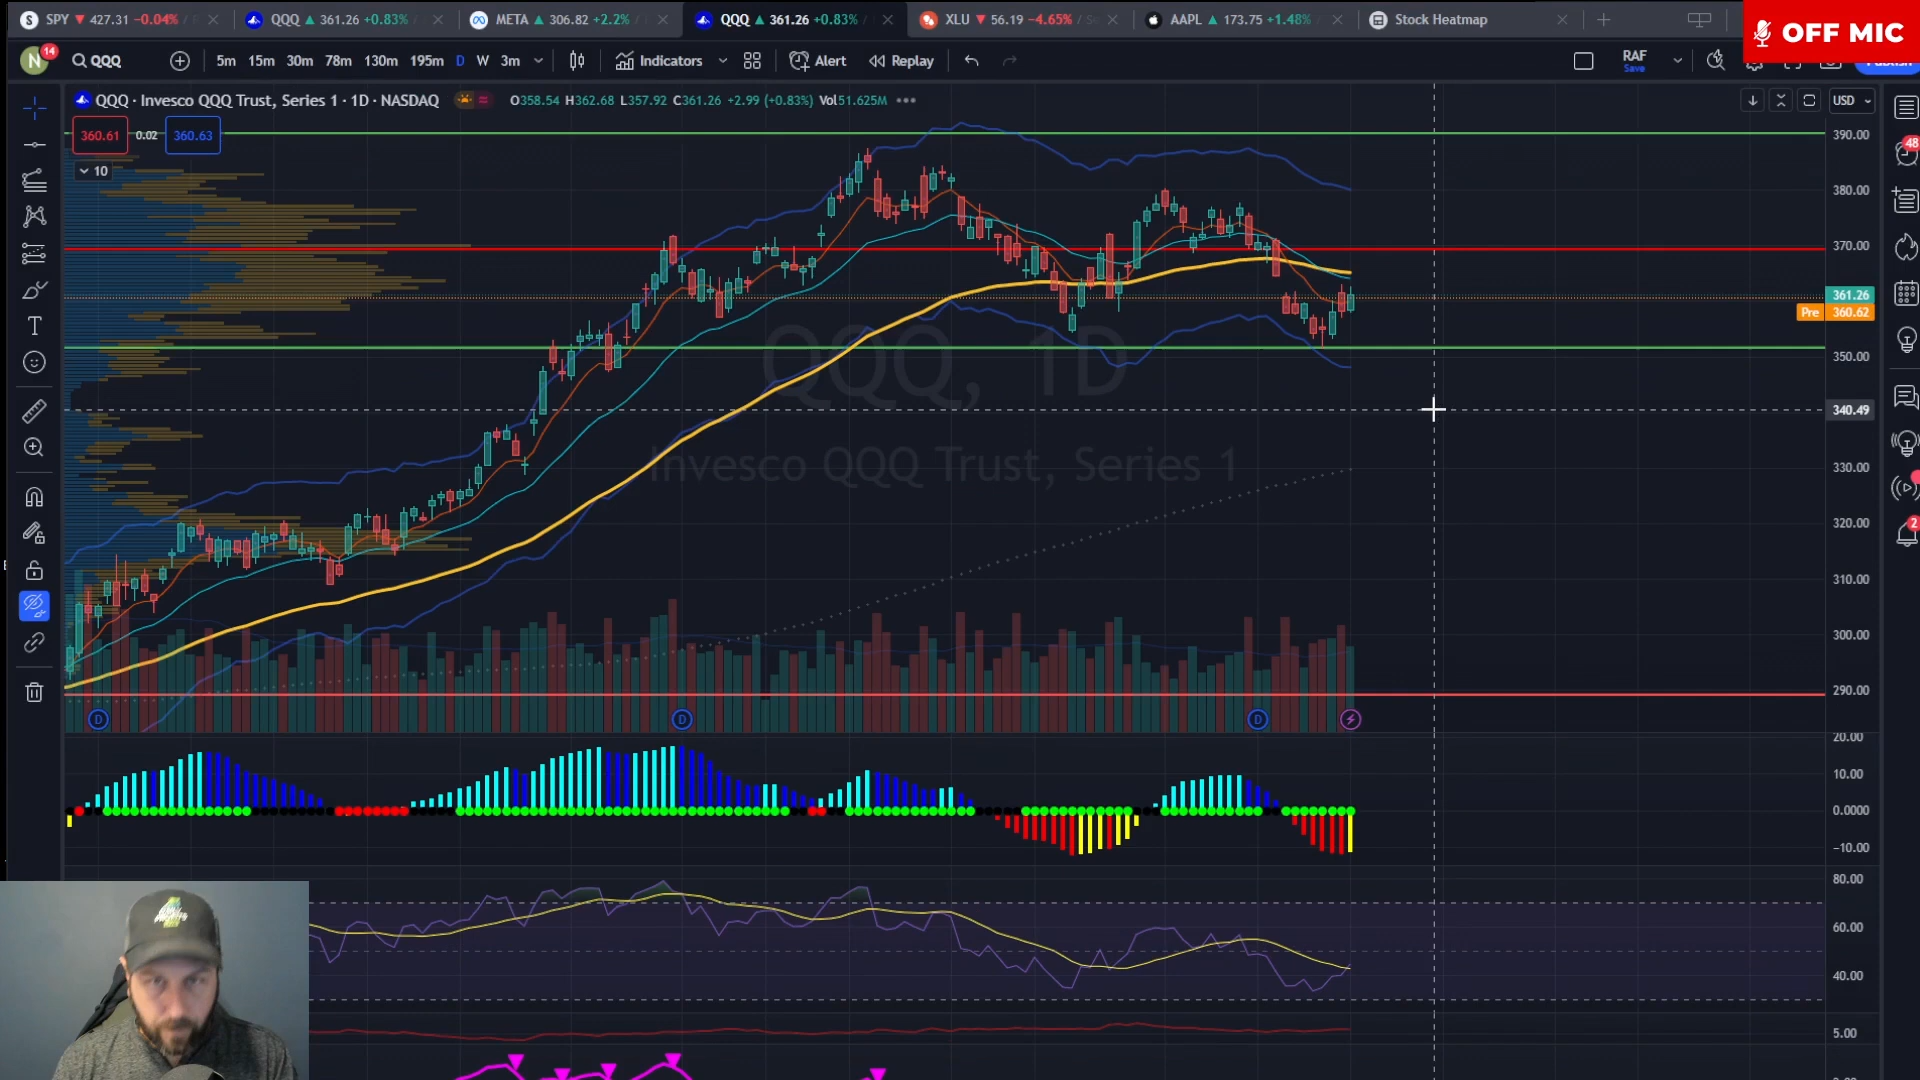 SPY 427.31 −0.04% /
QQQ 361.26 +0.83% /
META 306.82 +2.2% /
QQQ 361.26 +0.83% /
XLU 56.19 −4.65% /
AAPL 173.75 +1.48% /
Stock Heatmap
OFF MIC
N 14
QQQ
5m 15m 30m 78m 130m 195m D W 3m
Indicators
Alert
Replay
RAF
Save
QQQ · Invesco QQQ Trust, Series 1 · 1D · NASDAQ
O358.54 H362.68 L357.92 C361.26 +2.99 (+0.83%) Vol51.625M
USD
360.61 0.02 360.63
10
390.00
380.00
370.00
361.26
Pre 360.62
350.00
340.49
330.00
320.00
310.00
300.00
290.00
QQQ, 1D
Invesco QQQ Trust, Series 1
D
D
D
20.00
10.00
0.0000
−10.00
80.00
60.00
40.00
5.00
48
2